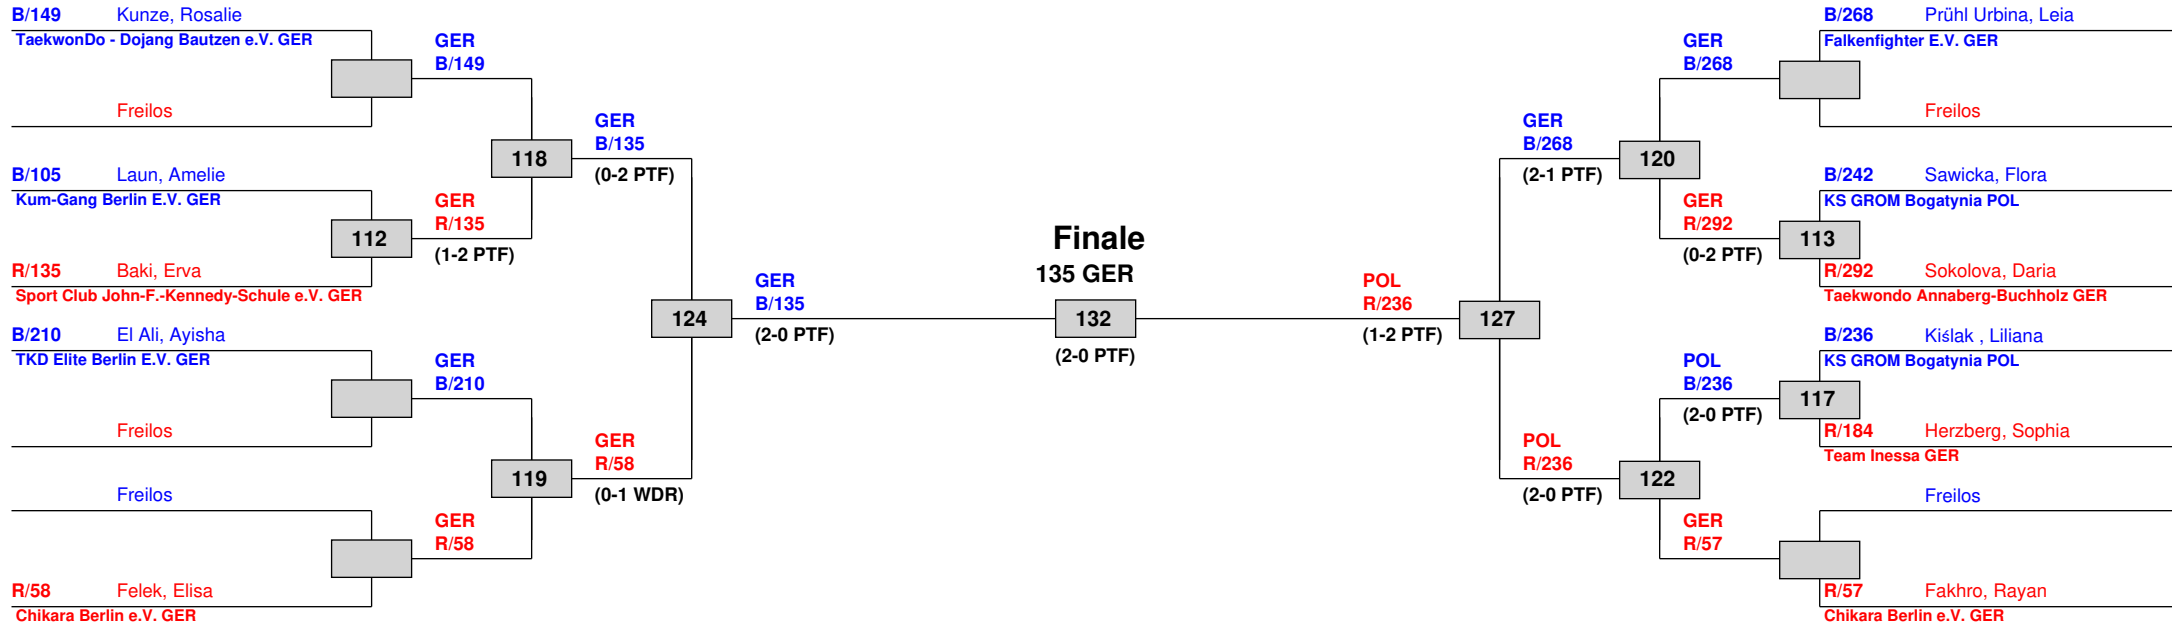 B/149 Kunze, Rosalie
TaekwonDo - Dojang Bautzen e.V. GER
Freilos
B/105 Laun, Amelie
Kum-Gang Berlin E.V. GER
R/135 Baki, Erva
Sport Club John-F.-Kennedy-Schule e.V. GER
B/210 El Ali, Ayisha
TKD Elite Berlin E.V. GER
Freilos
Freilos
R/58 Felek, Elisa
Chikara Berlin e.V. GER
112
GER
B/149
GER
R/135
(1-2 PTF)
GER
B/210
GER
R/58
118
119
GER
B/135
(0-2 PTF)
GER
R/58
(0-1 WDR)
124
GER
B/135
(2-0 PTF)
Finale
135 GER
132
(2-0 PTF)
POL
R/236
(1-2 PTF)
127
GER
B/268
(2-1 PTF)
POL
R/236
(2-0 PTF)
120
122
GER
B/268
GER
R/292
(0-2 PTF)
POL
B/236
(2-0 PTF)
GER
R/57
113
117
B/268 Prühl Urbina, Leia
Falkenfighter E.V. GER
Freilos
B/242 Sawicka, Flora
KS GROM Bogatynia POL
R/292 Sokolova, Daria
Taekwondo Annaberg-Buchholz GER
B/236 Kiślak , Liliana
KS GROM Bogatynia POL
R/184 Herzberg, Sophia
Team Inessa GER
Freilos
R/57 Fakhro, Rayan
Chikara Berlin e.V. GER